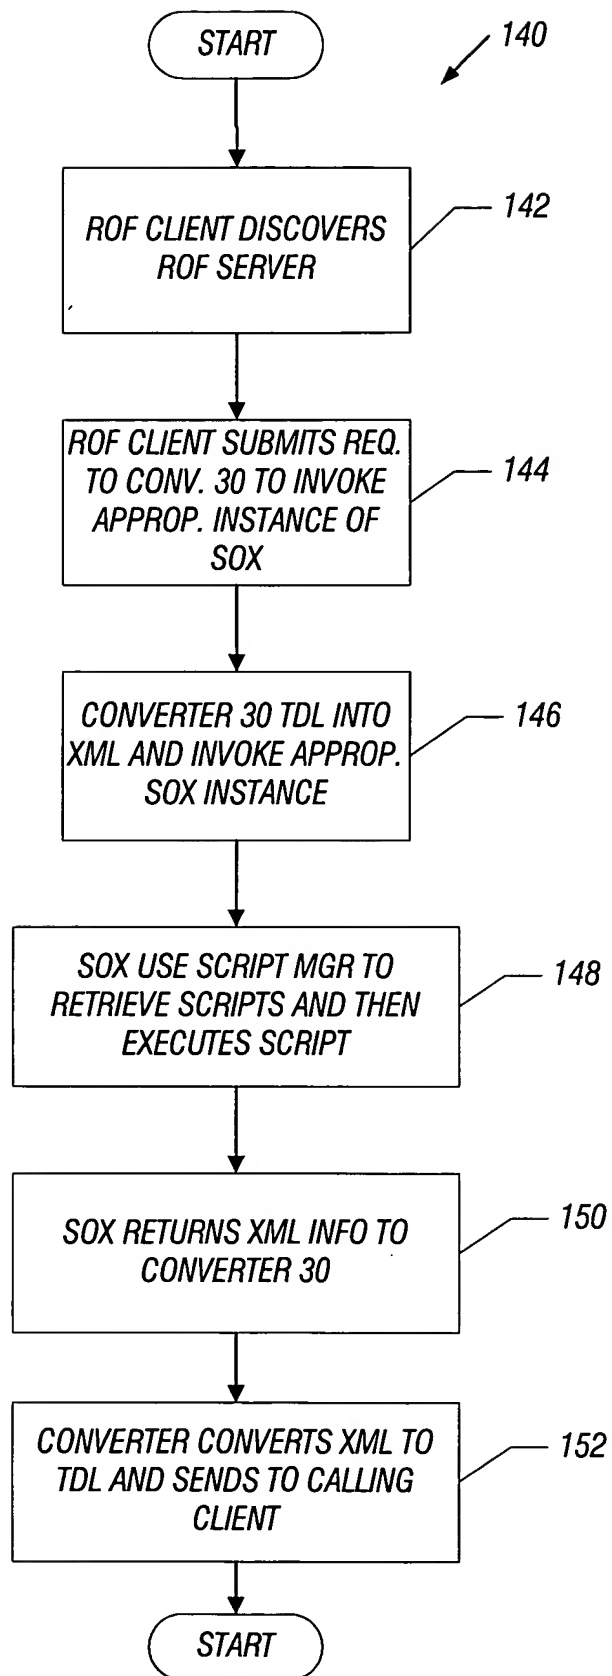 START
140
ROF CLIENT DISCOVERS
ROF SERVER
142
ROF CLIENT SUBMITS REQ.
TO CONV. 30 TO INVOKE
APPROP. INSTANCE OF
SOX
144
CONVERTER 30 TDL INTO
XML AND INVOKE APPROP.
SOX INSTANCE
146
SOX USE SCRIPT MGR TO
RETRIEVE SCRIPTS AND THEN
EXECUTES SCRIPT
148
SOX RETURNS XML INFO TO
CONVERTER 30
150
CONVERTER CONVERTS XML TO
TDL AND SENDS TO CALLING
CLIENT
152
START